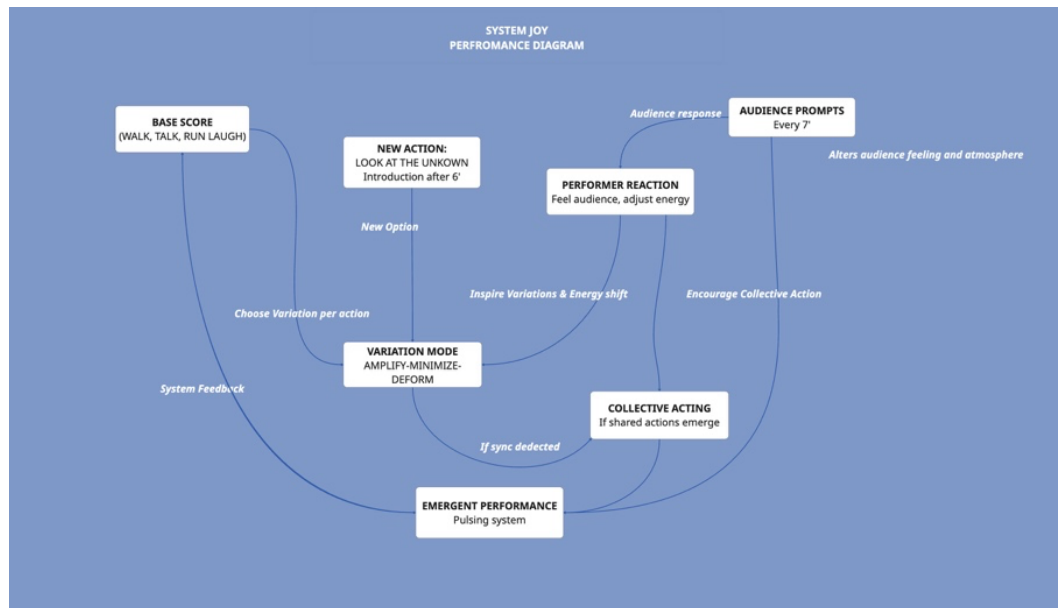 SYSTEM JOY
PERFROMANCE DIAGRAM
BASE SCORE
(WALK, TALK, RUN LAUGH)
NEW ACTION:
LOOK AT THE UNKOWN
Introduction after 6'
Audience response
AUDIENCE PROMPTS
Every 7'
Alters audience feeling and atmosphere
PERFORMER REACTION
Feel audience, adjust energy
New Option
Inspire Variations & Energy shift
Encourage Collective Action
Choose Variation per action
VARIATION MODE
AMPLIFY-MINIMIZE-
DEFORM
System Feedback
COLLECTIVE ACTING
If shared actions emerge
If sync dedected
EMERGENT PERFORMANCE
Pulsing system